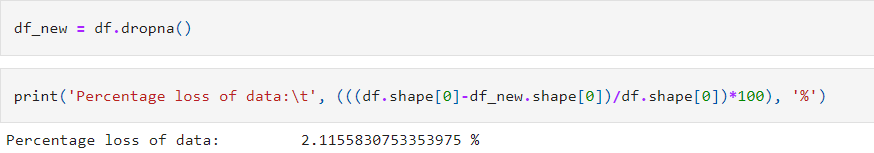 df_new = df.dropna()
print('Percentage loss of data:\t', (((df.shape[0]-df_new.shape[0])/df.shape[0])*100), '%')
Percentage loss of data:         2.1155830753353975 %